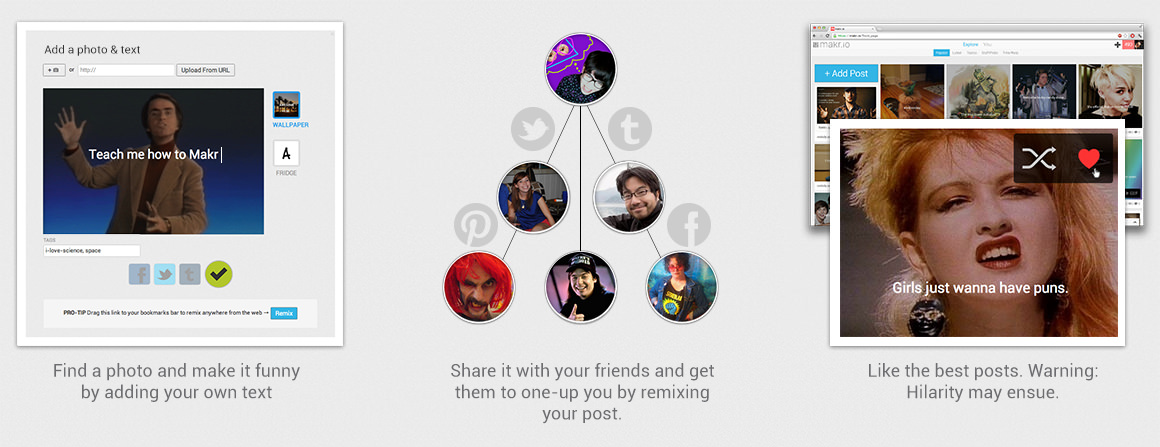 Add a photo & text
or http:// Upload From URL
Teach me how to Makr
WALLPAPER
A
FRIDGE
TAGS
i-love-science, space
PRO-TIP Drag this link to your bookmarks bar to remix anywhere from the web → Remix
Find a photo and make it funny
by adding your own text
Share it with your friends and get
them to one-up you by remixing
your post.
makr.io
Explore You
Popular
+ Add Post
Girls just wanna have puns.
Like the best posts. Warning:
Hilarity may ensue.